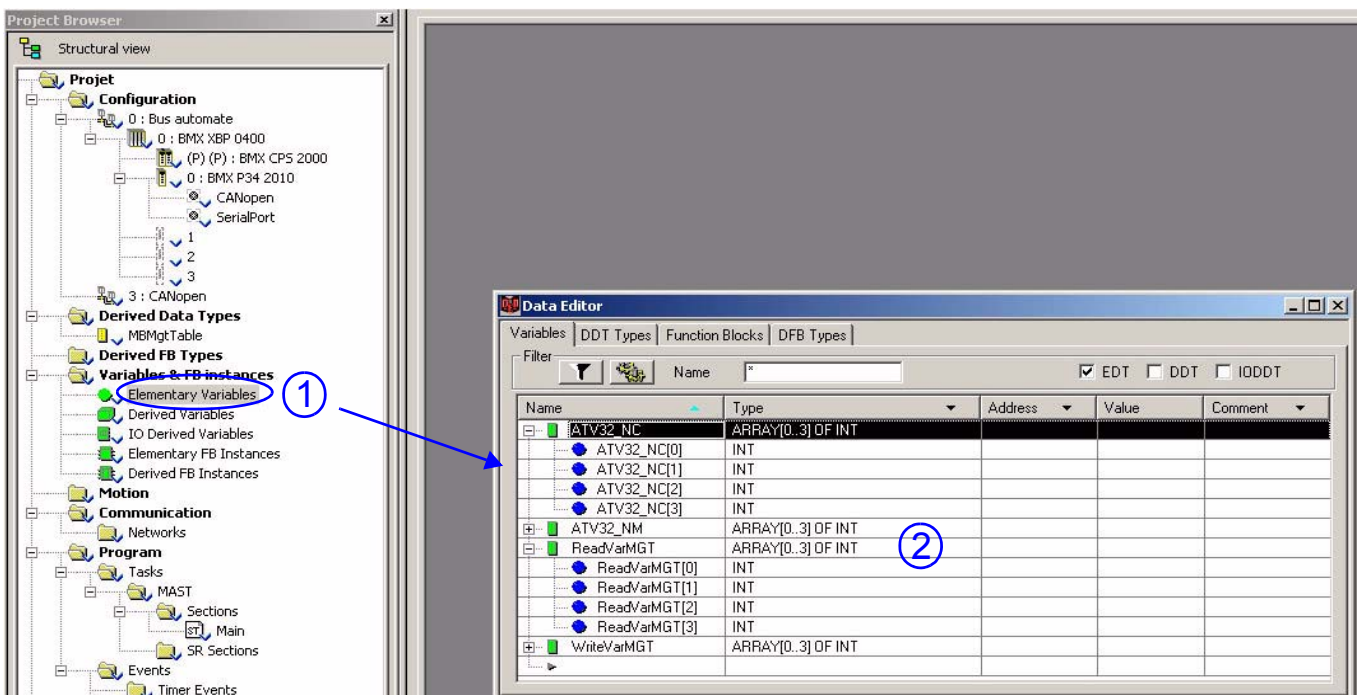 Project Browser
Structural view
Projet
Configuration
0 : Bus automate
0 : BMX XBP 0400
(P) (P) : BMX CPS 2000
0 : BMX P34 2010
CANopen
SerialPort
1
2
3
3 : CANopen
Derived Data Types
MBMgtTable
Derived FB Types
Variables & FB instances
Elementary Variables
Derived Variables
IO Derived Variables
Elementary FB Instances
Derived FB Instances
Motion
Communication
Networks
Program
Tasks
MAST
Sections
ST Main
SR Sections
Events
Timer Events
1
Data Editor
Variables DDT Types Function Blocks DFB Types
Filter
Name * EDT DDT IODDT
Name Type Address Value Comment
ATV32_NC ARRAY[0..3] OF INT
ATV32_NC[0] INT
ATV32_NC[1] INT
ATV32_NC[2] INT
ATV32_NC[3] INT
ATV32_NM ARRAY[0..3] OF INT
ReadVarMGT ARRAY[0..3] OF INT
ReadVarMGT[0] INT
ReadVarMGT[1] INT
ReadVarMGT[2] INT
ReadVarMGT[3] INT
WriteVarMGT ARRAY[0..3] OF INT
2